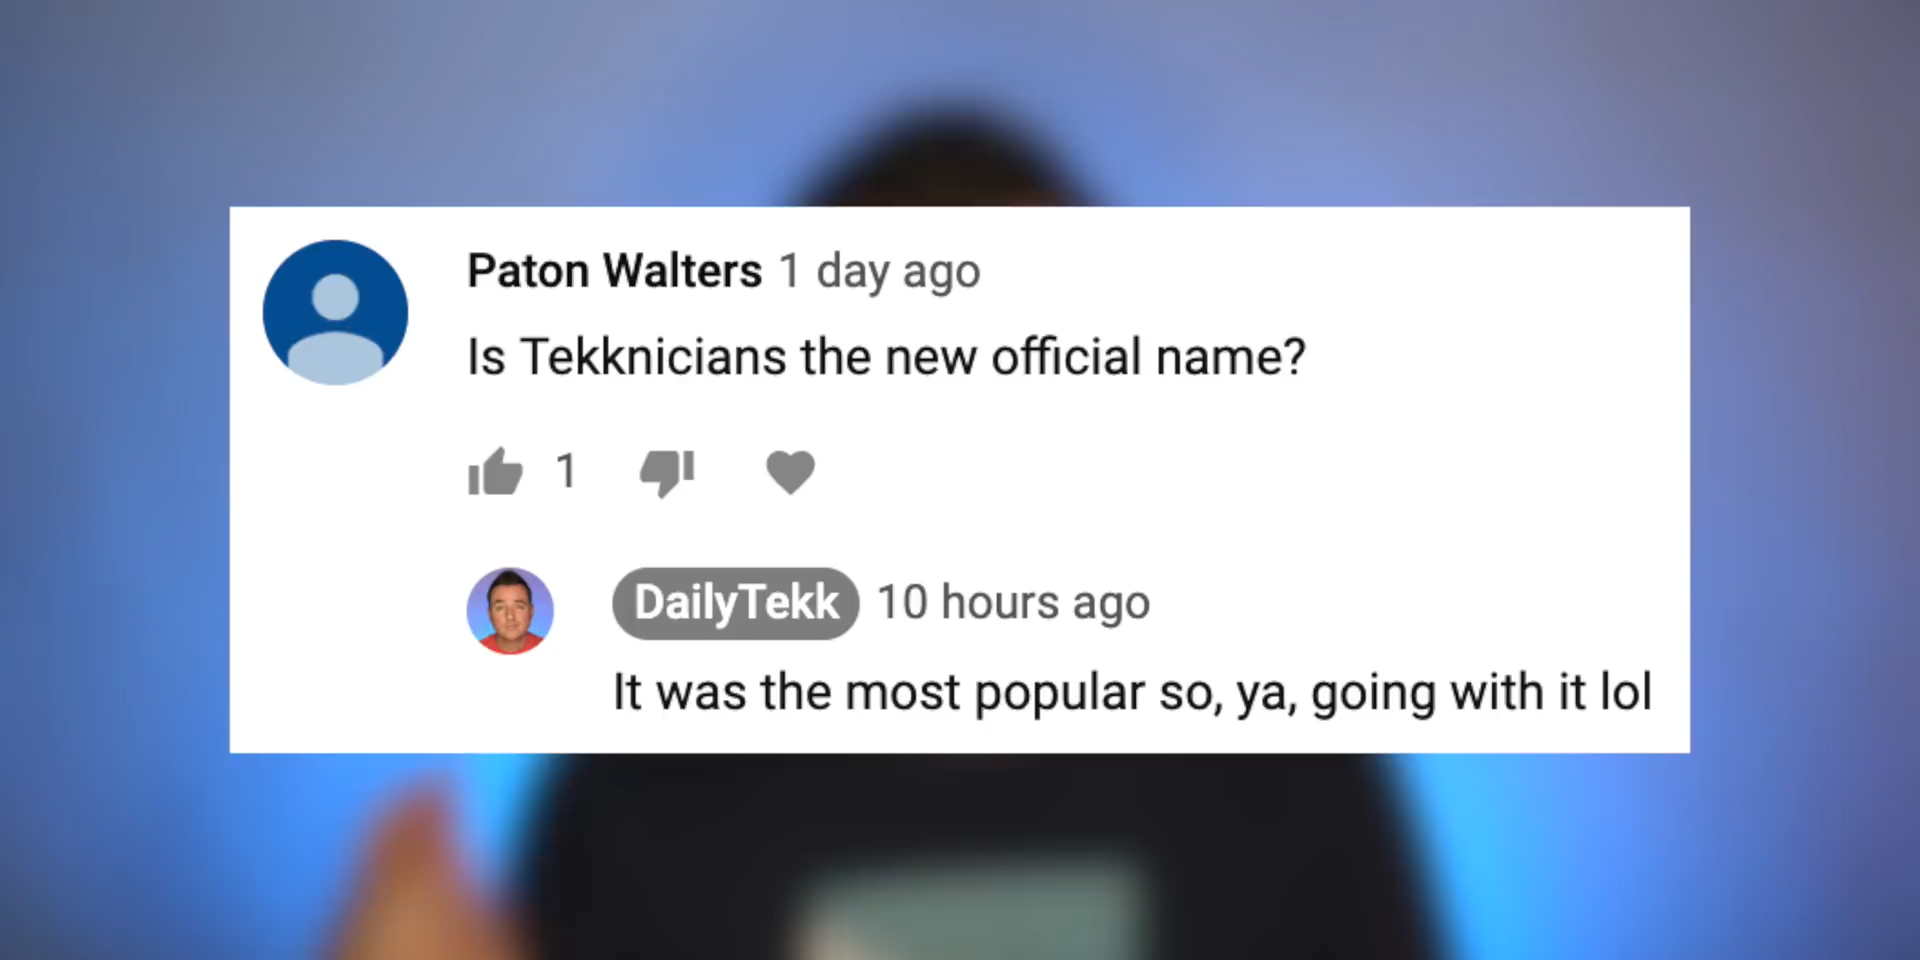 Paton Walters 1 day ago
Is Tekknicians the new official name?
1
DailyTekk 10 hours ago
It was the most popular so, ya, going with it lol